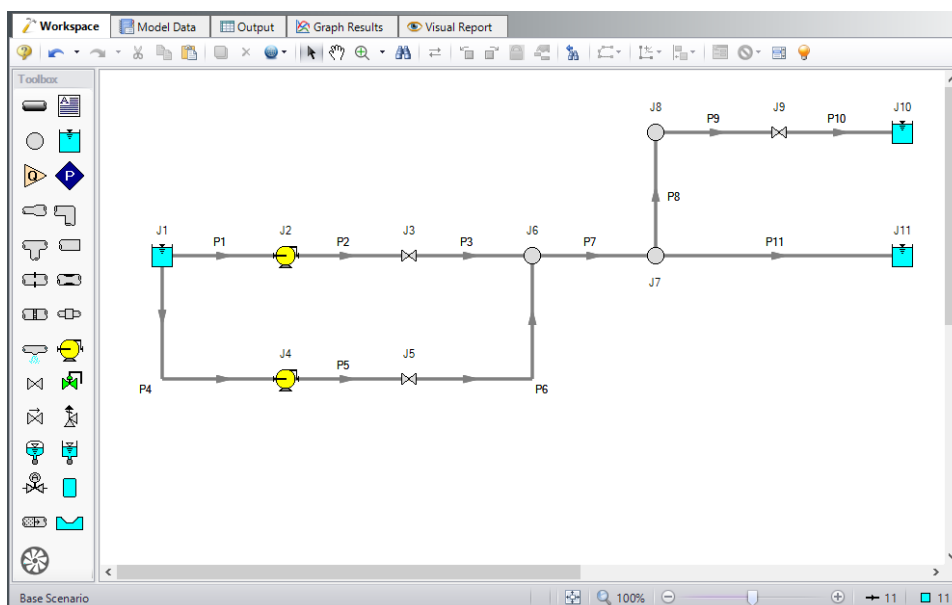 Workspace
Model Data
Output
Graph Results
Visual Report
Toolbox
A
Q
P
J8
J9
J10
P9
P10
P8
J1
J2
J3
J6
J11
P1
P2
P3
P7
P11
J7
J4
J5
P5
P4
P6
Base Scenario
100%
11
11